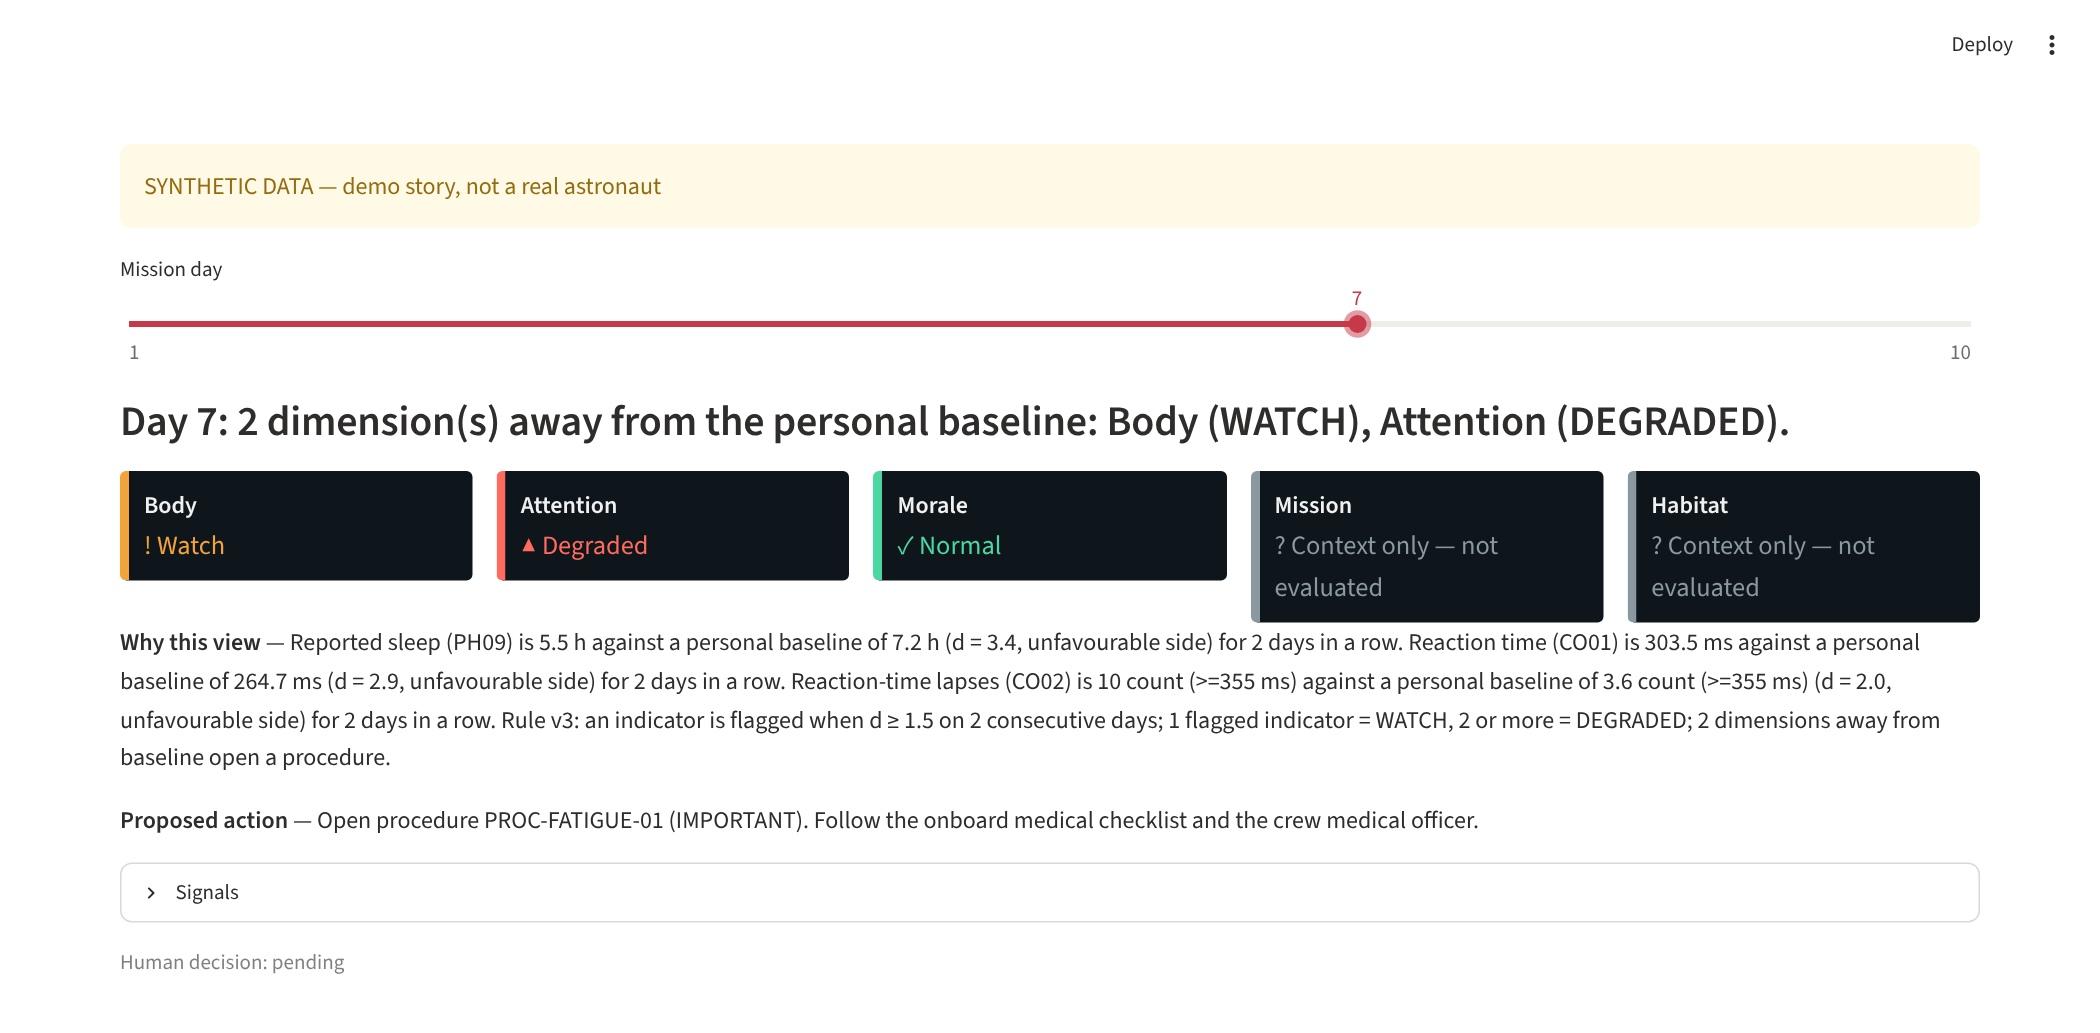 Deploy
SYNTHETIC DATA — demo story, not a real astronaut
Mission day
7
1
10
Day 7: 2 dimension(s) away from the personal baseline: Body (WATCH), Attention (DEGRADED).
Body
! Watch
Attention
▲ Degraded
Morale
✓ Normal
Mission
? Context only — not
evaluated
Habitat
? Context only — not
evaluated
Why this view — Reported sleep (PH09) is 5.5 h against a personal baseline of 7.2 h (d = 3.4, unfavourable side) for 2 days in a row. Reaction time (CO01) is 303.5 ms against a personal
baseline of 264.7 ms (d = 2.9, unfavourable side) for 2 days in a row. Reaction-time lapses (CO02) is 10 count (>=355 ms) against a personal baseline of 3.6 count (>=355 ms) (d = 2.0,
unfavourable side) for 2 days in a row. Rule v3: an indicator is flagged when d ≥ 1.5 on 2 consecutive days; 1 flagged indicator = WATCH, 2 or more = DEGRADED; 2 dimensions away from
baseline open a procedure.
Proposed action — Open procedure PROC-FATIGUE-01 (IMPORTANT). Follow the onboard medical checklist and the crew medical officer.
Signals
Human decision: pending